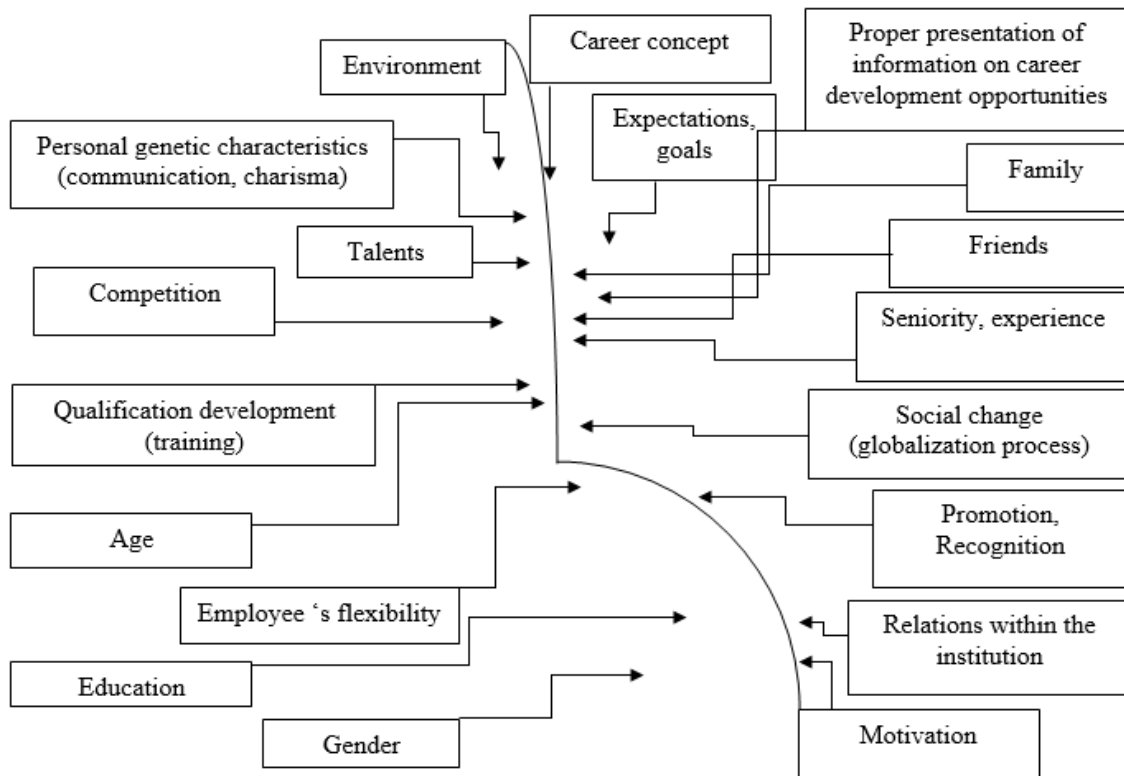 Environment
Career concept
Proper presentation of
information on career
development opportunities
Expectations,
goals
Personal genetic characteristics
(communication, charisma)
Family
Talents
Friends
Competition
Seniority, experience
Qualification development
(training)
Social change
(globalization process)
Age
Promotion,
Recognition
Employee ‘s flexibility
Relations within the
institution
Education
Gender
Motivation